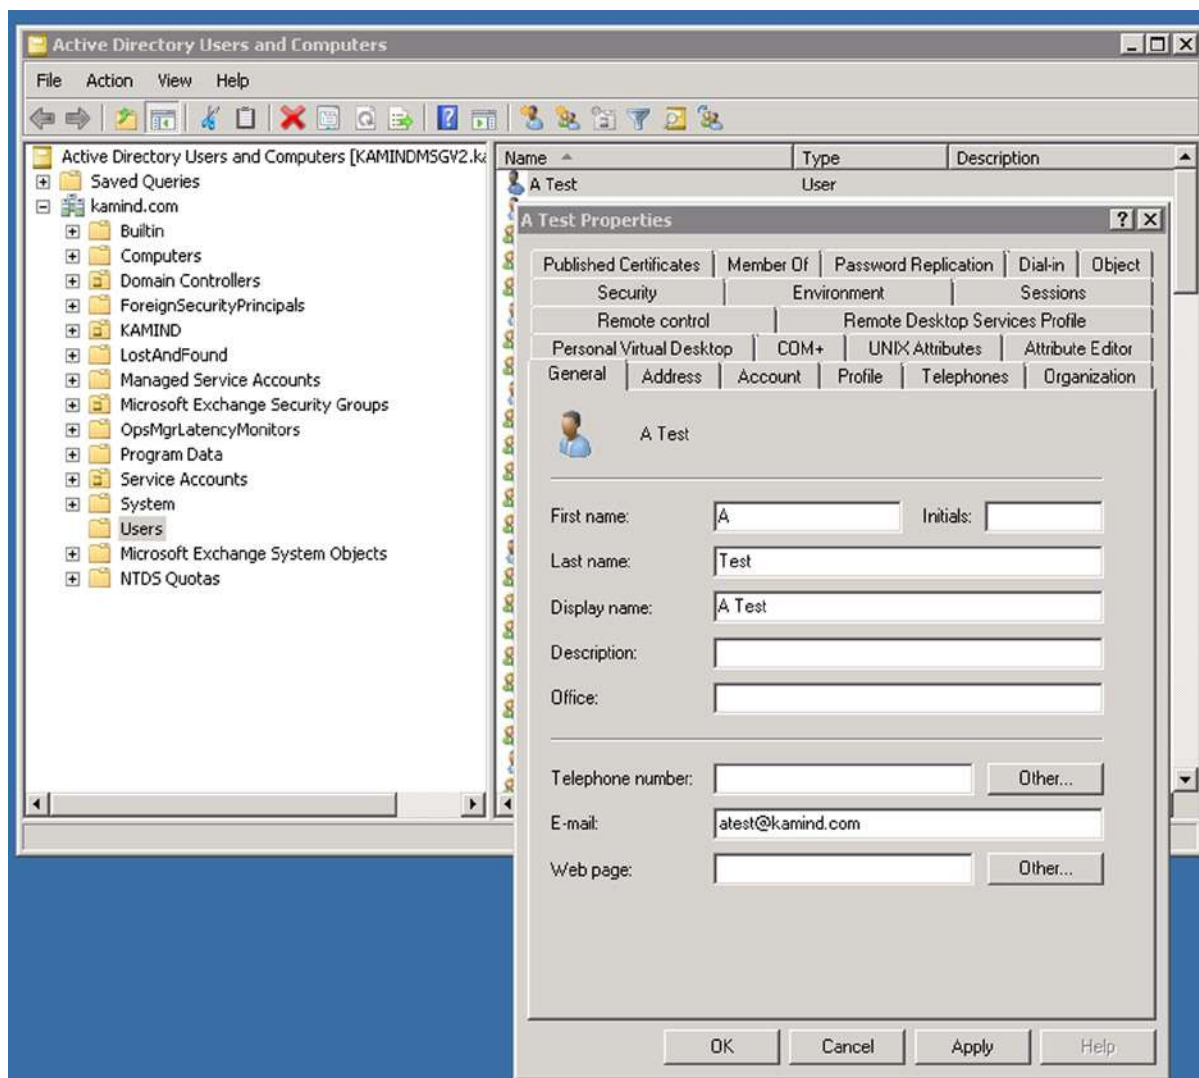 Active Directory Users and Computers
File Action View Help
Active Directory Users and Computers [KAMINDMSGV2.ka
Saved Queries
kamind.com
Builtin
Computers
Domain Controllers
ForeignSecurityPrincipals
KAMIND
LostAndFound
Managed Service Accounts
Microsoft Exchange Security Groups
OpsMgrLatencyMonitors
Program Data
Service Accounts
System
Users
Microsoft Exchange System Objects
NTDS Quotas
Name Type Description
A Test User
A Test Properties
Published Certificates Member Of Password Replication Dial-in Object
Security Environment Sessions
Remote control Remote Desktop Services Profile
Personal Virtual Desktop COM+ UNIX Attributes Attribute Editor
General Address Account Profile Telephones Organization
A Test
First name: A Initials:
Last name: Test
Display name: A Test
Description:
Office:
Telephone number: Other...
E-mail: atest@kamind.com
Web page: Other...
OK Cancel Apply Help